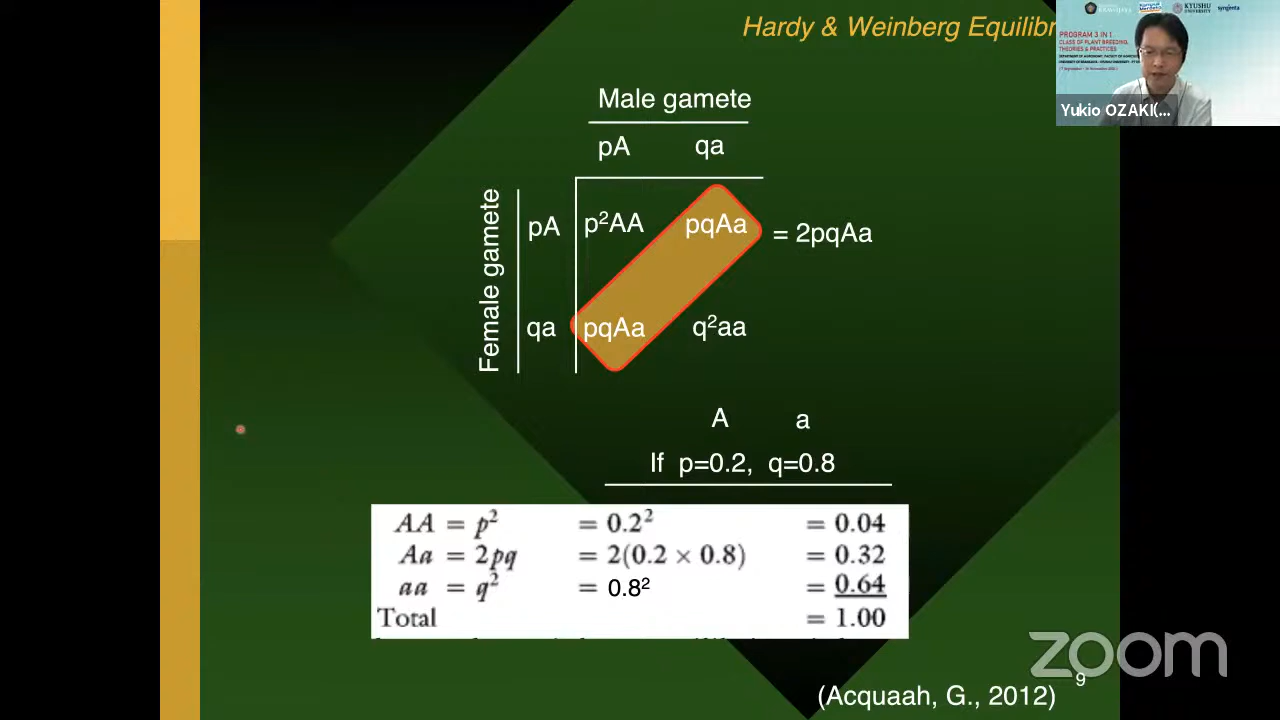 Hardy & Weinberg Equilibr
KYUSHU
UNIVERSITY
syngenta
PROGRAM 3 IN 1
CLASS OF PLANT BREEDING,
THEORIES & PRACTICES
Yukio OZAKI(...
Male gamete
pA qa
Female gamete
pA p²AA pqAa = 2pqAa
qa pqAa q²aa
A a
If p=0.2, q=0.8
AA = p² = 0.2² = 0.04
Aa = 2pq = 2(0.2 × 0.8) = 0.32
aa = q² = 0.8² = 0.64
Total = 1.00
zoom
9
(Acquaah, G., 2012)